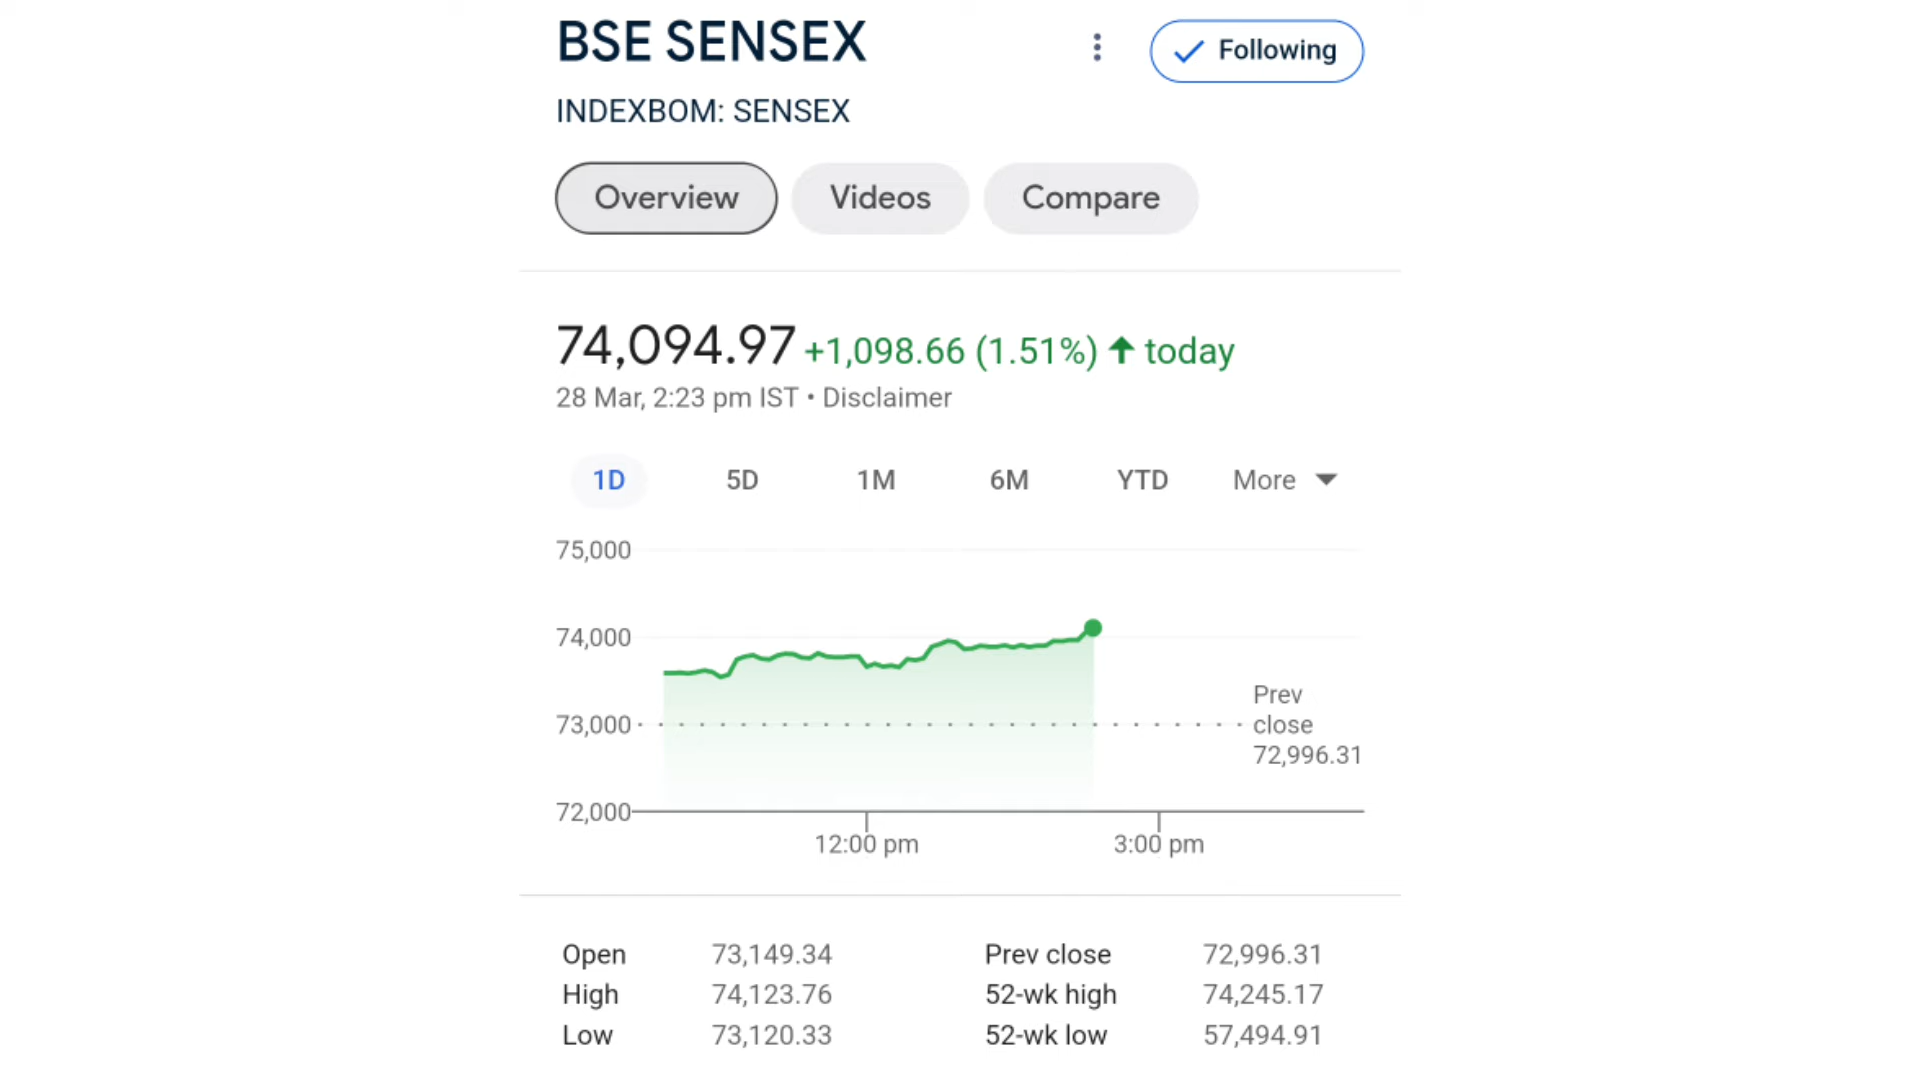 BSE SENSEX
Following
INDEXBOM: SENSEX
Overview Videos Compare
74,094.97 +1,098.66 (1.51%) ↑ today
28 Mar, 2:23 pm IST • Disclaimer
1D 5D 1M 6M YTD More
75,000
74,000
73,000
72,000
Prev
close
72,996.31
12:00 pm 3:00 pm
Open 73,149.34 Prev close 72,996.31
High 74,123.76 52-wk high 74,245.17
Low 73,120.33 52-wk low 57,494.91